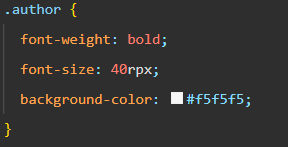 .author {
font-weight: bold;
font-size: 40rpx;
background-color: #f5f5f5;
}